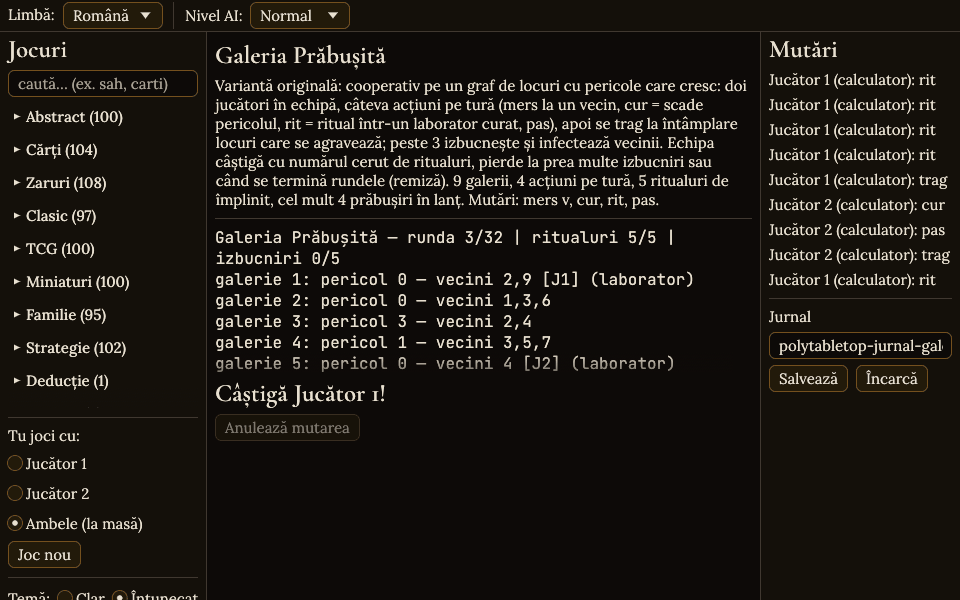 Limbă: Română ▼ Nivel AI: Normal ▼
Jocuri
caută... (ex. sah, carti)
▸ Abstract (100)
▸ Cărți (104)
▸ Zaruri (108)
▸ Clasic (97)
▸ TCG (100)
▸ Miniaturi (100)
▸ Familie (95)
▸ Strategie (102)
▸ Deducție (1)
Tu joci cu:
Jucător 1
Jucător 2
Ambele (la masă)
Joc nou
Temă: Clar Întunecat
Galeria Prăbușită
Variantă originală: cooperativ pe un graf de locuri cu pericole care cresc: doi
jucători în echipă, câteva acțiuni pe tură (mers la un vecin, cur = scade
pericolul, rit = ritual într-un laborator curat, pas), apoi se trag la întâmplare
locuri care se agravează; peste 3 izbucnește și infectează vecinii. Echipa
câștigă cu numărul cerut de ritualuri, pierde la prea multe izbucniri sau
când se termină rundele (remiză). 9 galerii, 4 acțiuni pe tură, 5 ritualuri de
împlinit, cel mult 4 prăbușiri în lanț. Mutări: mers v, cur, rit, pas.
Galeria Prăbușită — runda 3/32 | ritualuri 5/5 |
izbucniri 0/5
galerie 1: pericol 0 — vecini 2,9 [J1] (laborator)
galerie 2: pericol 0 — vecini 1,3,6
galerie 3: pericol 3 — vecini 2,4
galerie 4: pericol 1 — vecini 3,5,7
galerie 5: pericol 0 — vecini 4 [J2] (laborator)
Câștigă Jucător 1!
Anulează mutarea
Mutări
Jucător 1 (calculator): rit
Jucător 1 (calculator): rit
Jucător 1 (calculator): rit
Jucător 1 (calculator): rit
Jucător 1 (calculator): trag
Jucător 2 (calculator): cur
Jucător 2 (calculator): pas
Jucător 2 (calculator): trag
Jucător 1 (calculator): rit
Jurnal
polytabletop-jurnal-gal
Salvează Încarcă